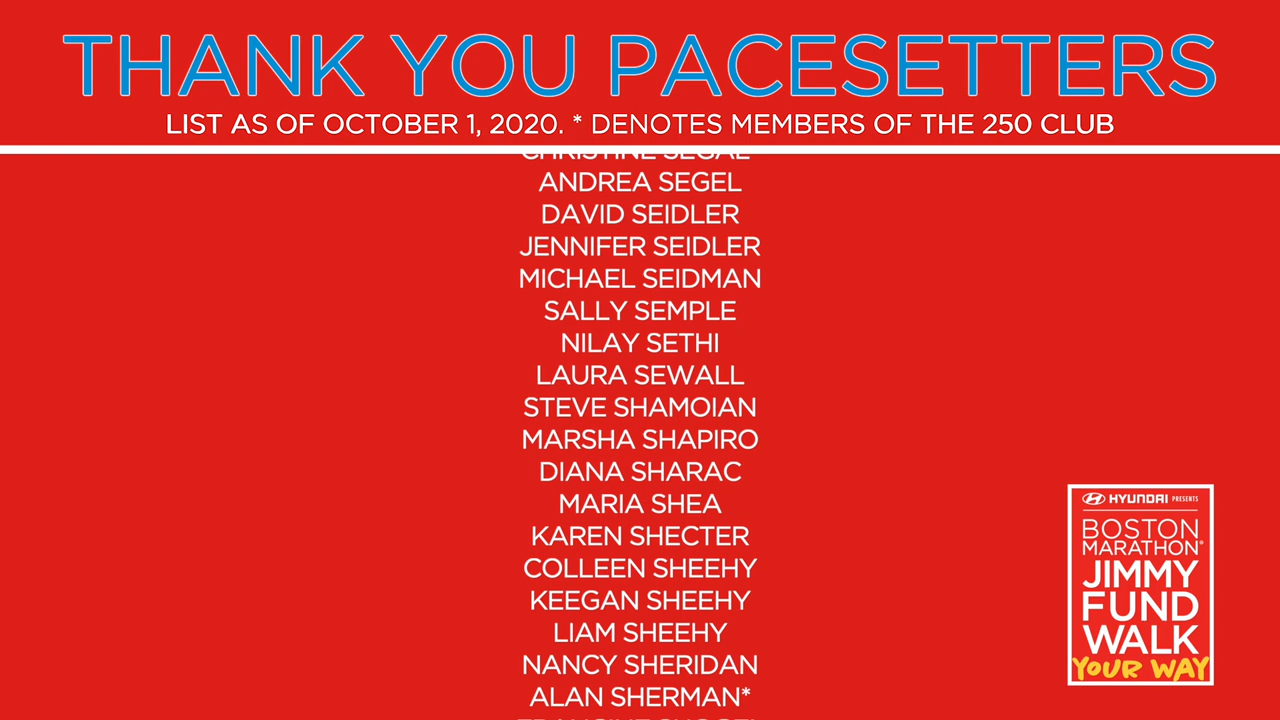 THANK YOU PACESETTERS
LIST AS OF OCTOBER 1, 2020. * DENOTES MEMBERS OF THE 250 CLUB
CHRISTINE SEGAL
ANDREA SEGEL
DAVID SEIDLER
JENNIFER SEIDLER
MICHAEL SEIDMAN
SALLY SEMPLE
NILAY SETHI
LAURA SEWALL
STEVE SHAMOIAN
MARSHA SHAPIRO
DIANA SHARAC
MARIA SHEA
KAREN SHECTER
COLLEEN SHEEHY
KEEGAN SHEEHY
LIAM SHEEHY
NANCY SHERIDAN
ALAN SHERMAN*
HYUNDAI PRESENTS
BOSTON
MARATHON®
JIMMY
FUND
WALK
YOUR WAY